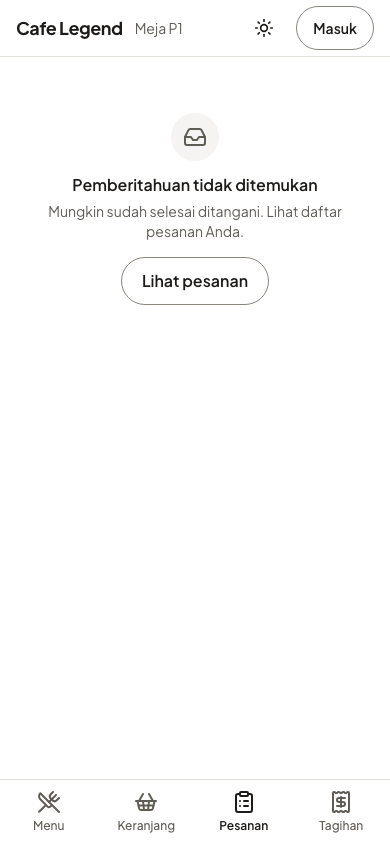 Cafe Legend Meja P1 Masuk
Pemberitahuan tidak ditemukan
Mungkin sudah selesai ditangani. Lihat daftar
pesanan Anda.
Lihat pesanan
Menu Keranjang Pesanan Tagihan